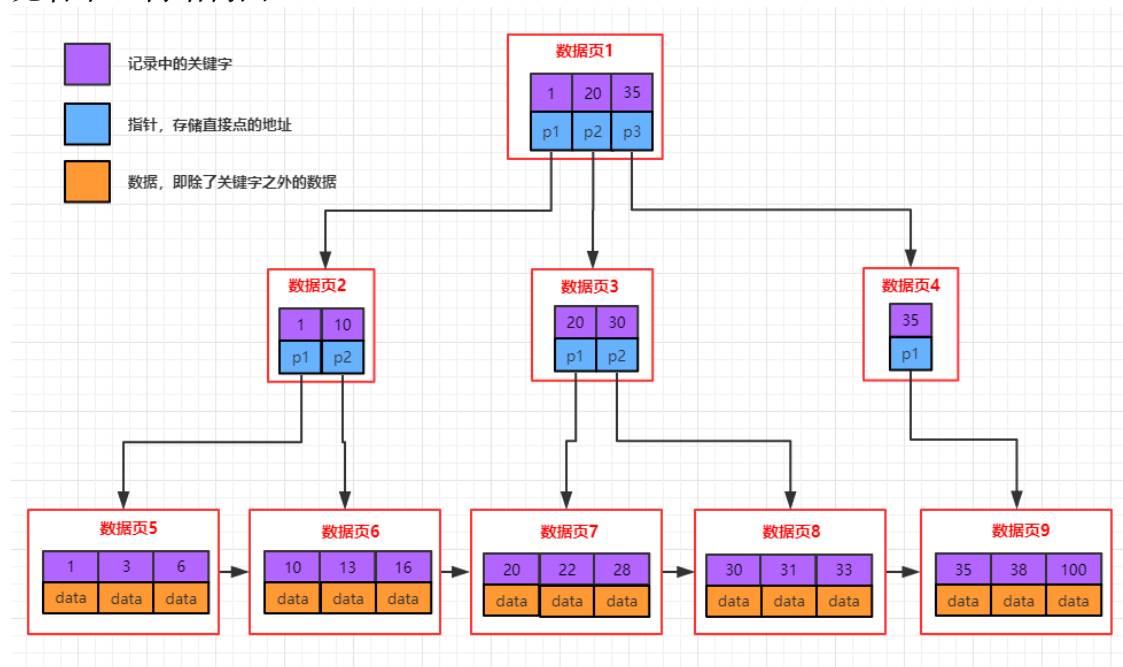 数据页1
记录中的关键字
1 20 35
指针，存储直接点的地址
p1 p2 p3
数据，即除了关键字之外的数据
数据页2 数据页3 数据页4
1 10 20 30 35
p1 p2 p1 p2 p1
数据页5 数据页6 数据页7 数据页8 数据页9
1 3 6 10 13 16 20 22 28 30 31 33 35 38 100
data data data data data data data data data data data data data data data